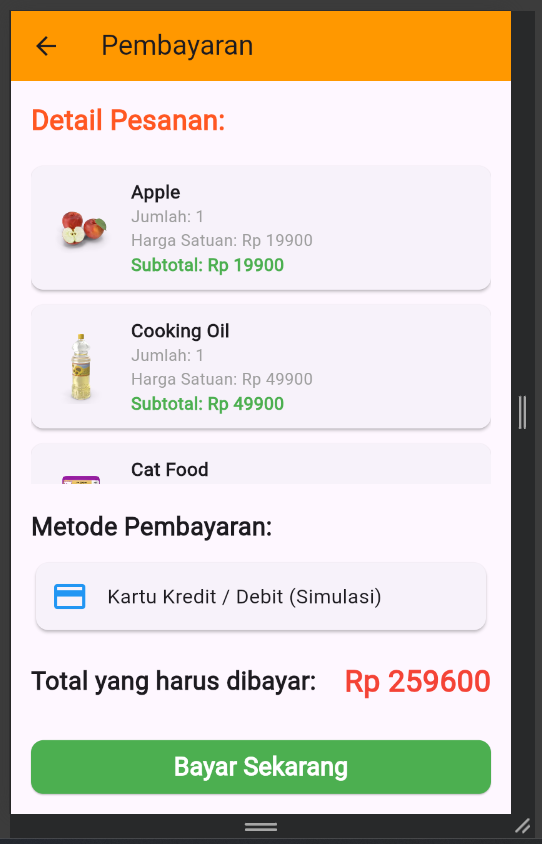 Pembayaran
Detail Pesanan:
Apple
Jumlah: 1
Harga Satuan: Rp 19900
Subtotal: Rp 19900
Cooking Oil
Jumlah: 1
Harga Satuan: Rp 49900
Subtotal: Rp 49900
Cat Food
Metode Pembayaran:
Kartu Kredit / Debit (Simulasi)
Total yang harus dibayar: Rp 259600
Bayar Sekarang